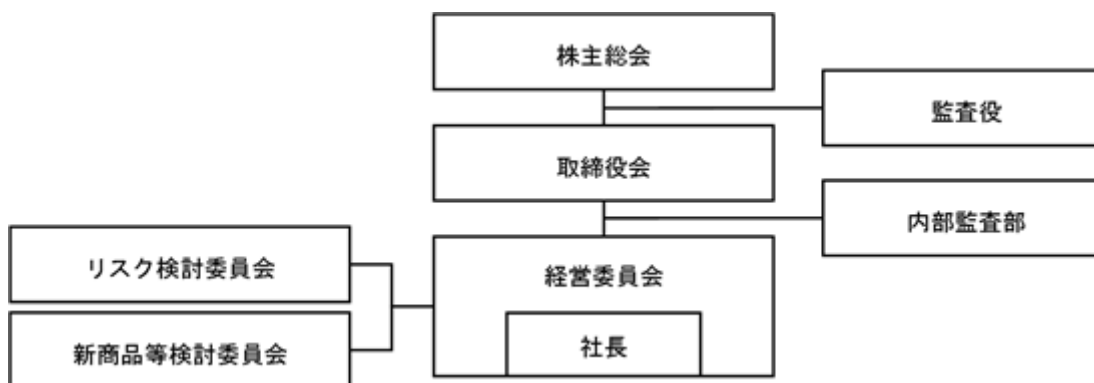 株主総会
監査役
取締役会
内部監査部
リスク検討委員会
経営委員会
新商品等検討委員会
社長